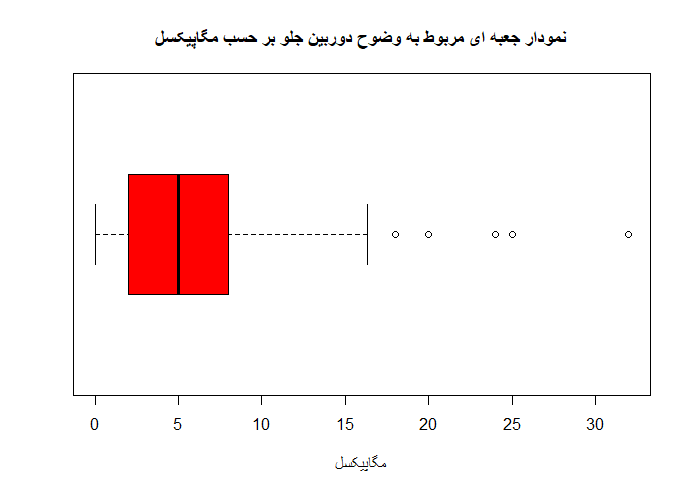 نمودار جعبه ای مربوط به وضوح دوربین جلو بر حسب مگاپیکسل
0 5 10 15 20 25 30
مگاپیکسل